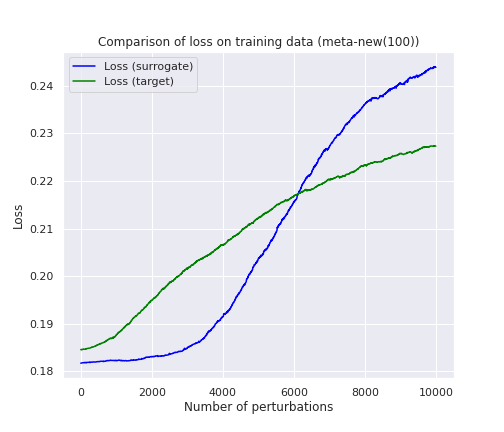 Comparison of loss on training data (meta-new(100))
Loss (surrogate)
Loss (target)
0.24
0.23
0.22
0.21
0.20
0.19
0.18
Loss
0 2000 4000 6000 8000 10000
Number of perturbations